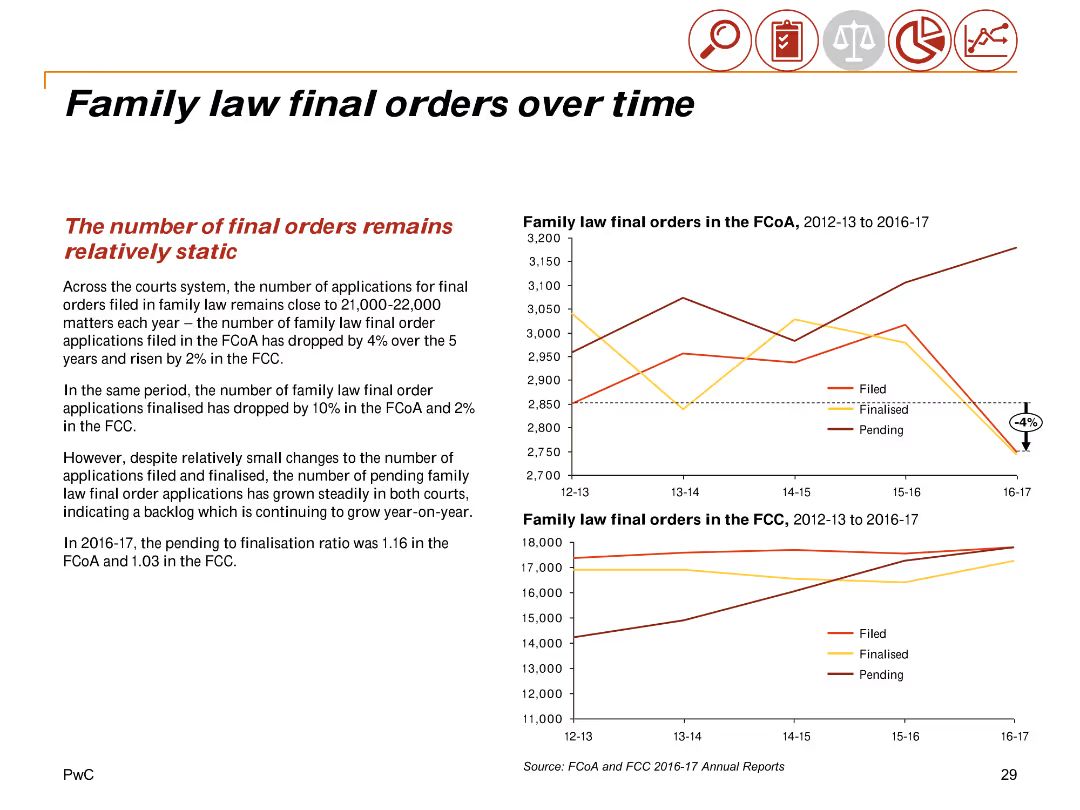 Family law final orders over time
The number of final orders remains
relatively static
Across the courts system, the number of applications for final
orders filed in family law remains close to 21,000-22,000
matters each year – the number of family law final order
applications filed in the FCoA has dropped by 4% over the 5
years and risen by 2% in the FCC.
In the same period, the number of family law final order
applications finalised has dropped by 10% in the FCoA and 2%
in the FCC.
However, despite relatively small changes to the number of
applications filed and finalised, the number of pending family
law final order applications has grown steadily in both courts,
indicating a backlog which is continuing to grow year-on-year.
In 2016-17, the pending to finalisation ratio was 1.16 in the
FCoA and 1.03 in the FCC.
Family law final orders in the FCoA, 2012-13 to 2016-17
3,200
3,150
3,100
3,050
3,000
2,950
2,900
2,850
2,800
2,750
2,700
Filed
Finalised
Pending
-4%
12-13 13-14 14-15 15-16 16-17
Family law final orders in the FCC, 2012-13 to 2016-17
18,000
17,000
16,000
15,000
14,000
13,000
12,000
11,000
Filed
Finalised
Pending
12-13 13-14 14-15 15-16 16-17
Source: FCoA and FCC 2016-17 Annual Reports
PwC
29